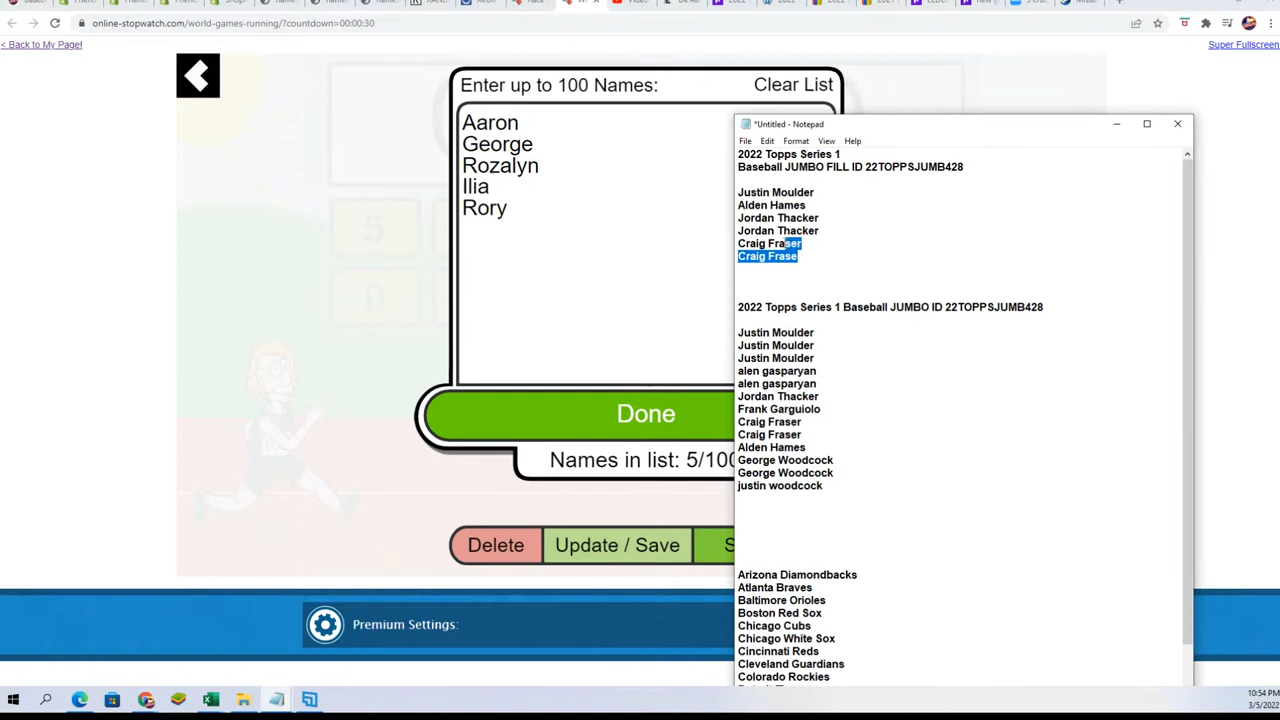 online-stopwatch.com/world-games-running/?countdown=00:00:30
< Back to My Page!
Super Fullscreen
Enter up to 100 Names:
Clear List
Aaron
George
Rozalyn
Ilia
Rory
Done
Names in list: 5/100
Delete
Update / Save
Premium Settings:
*Untitled - Notepad
File Edit Format View Help
2022 Topps Series 1
Baseball JUMBO FILL ID 22TOPPSJUMB428
Justin Moulder
Alden Hames
Jordan Thacker
Jordan Thacker
Craig Fraser
Craig Frase
2022 Topps Series 1 Baseball JUMBO ID 22TOPPSJUMB428
Justin Moulder
Justin Moulder
Justin Moulder
alen gasparyan
alen gasparyan
Jordan Thacker
Frank Garguiolo
Craig Fraser
Craig Fraser
Alden Hames
George Woodcock
George Woodcock
justin woodcock
Arizona Diamondbacks
Atlanta Braves
Baltimore Orioles
Boston Red Sox
Chicago Cubs
Chicago White Sox
Cincinnati Reds
Cleveland Guardians
Colorado Rockies
10:54 PM
3/5/2022